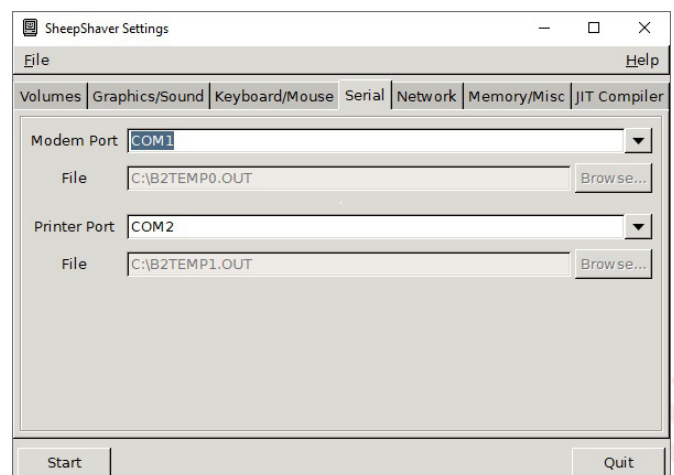 SheepShaver Settings
File Help
Volumes Graphics/Sound Keyboard/Mouse Serial Network Memory/Misc JIT Compiler
Modem Port COM1
File C:\B2TEMP0.OUT Browse...
Printer Port COM2
File C:\B2TEMP1.OUT Browse...
Start Quit